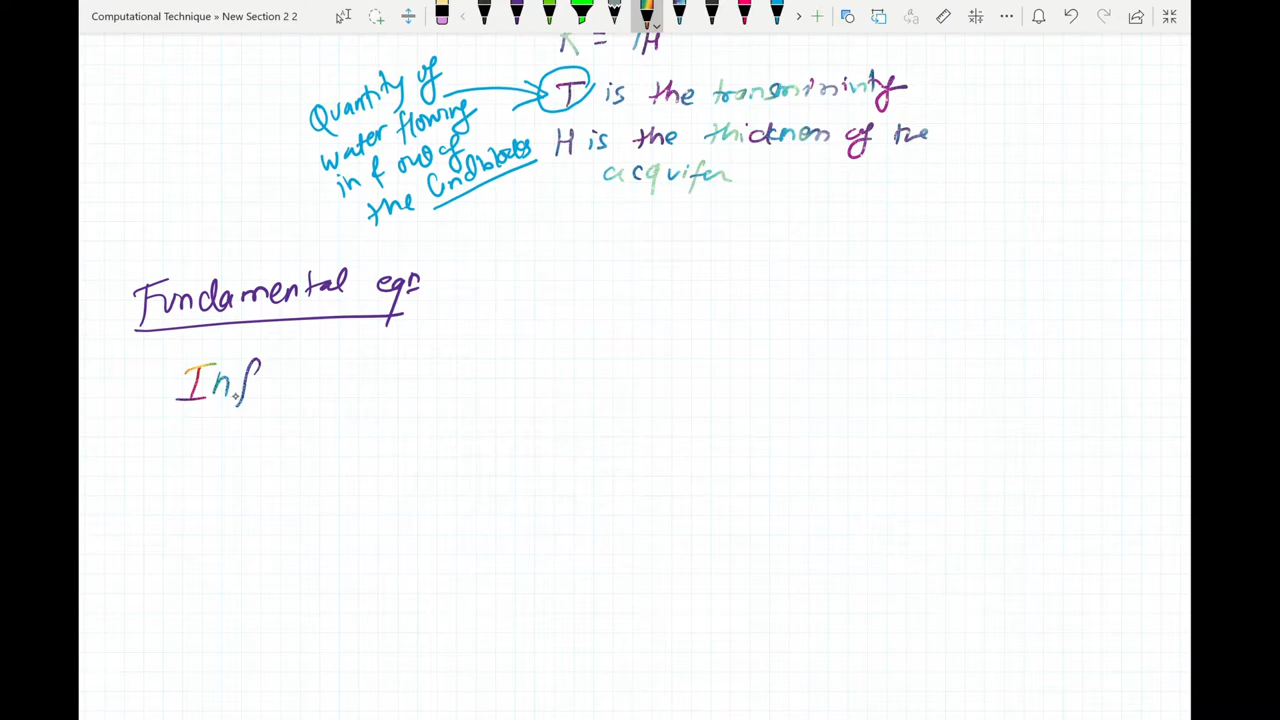 Computational Technique » New Section 2 2
K = T/H
Quantity of
water flowing
in & out of
the
T is the
H is the thickness of the
acquifer
Fundamental eqn
Inf